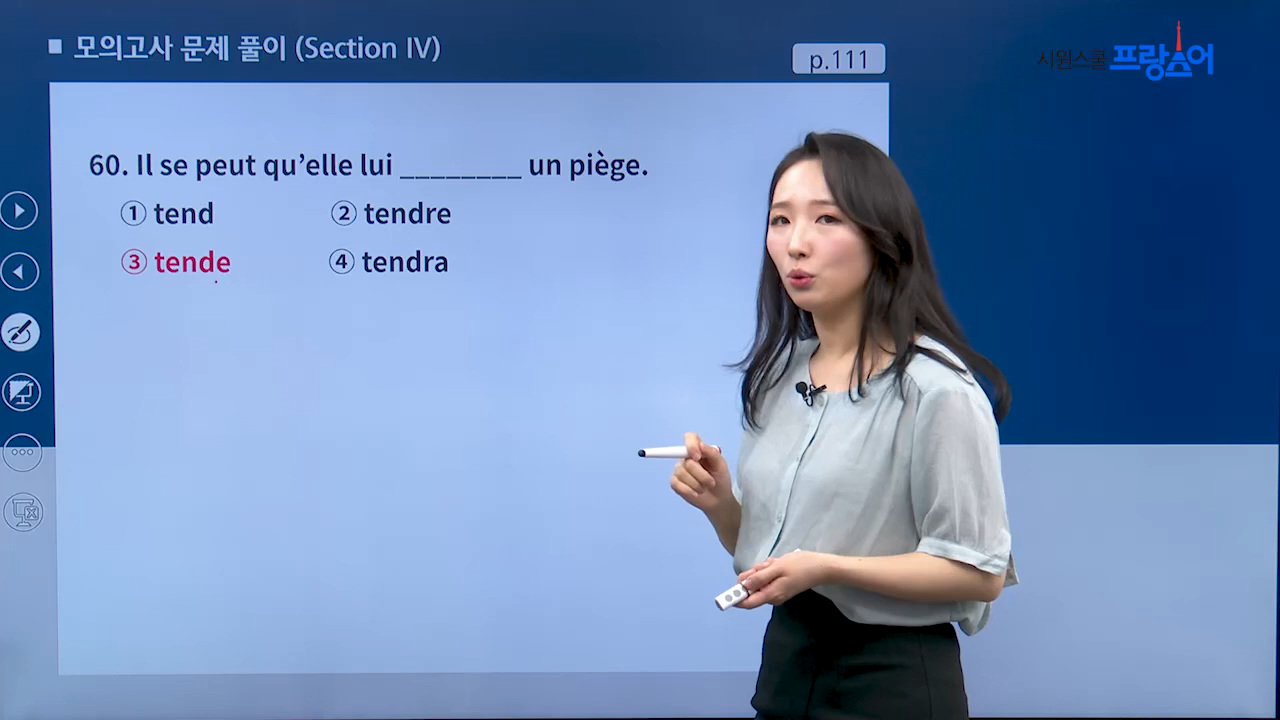 ■ 모의고사 문제 풀이 (Section IV)
p.111
시원스쿨 프랑스어
60. Il se peut qu’elle lui ________ un piège.
① tend ② tendre
③ tende ④ tendra